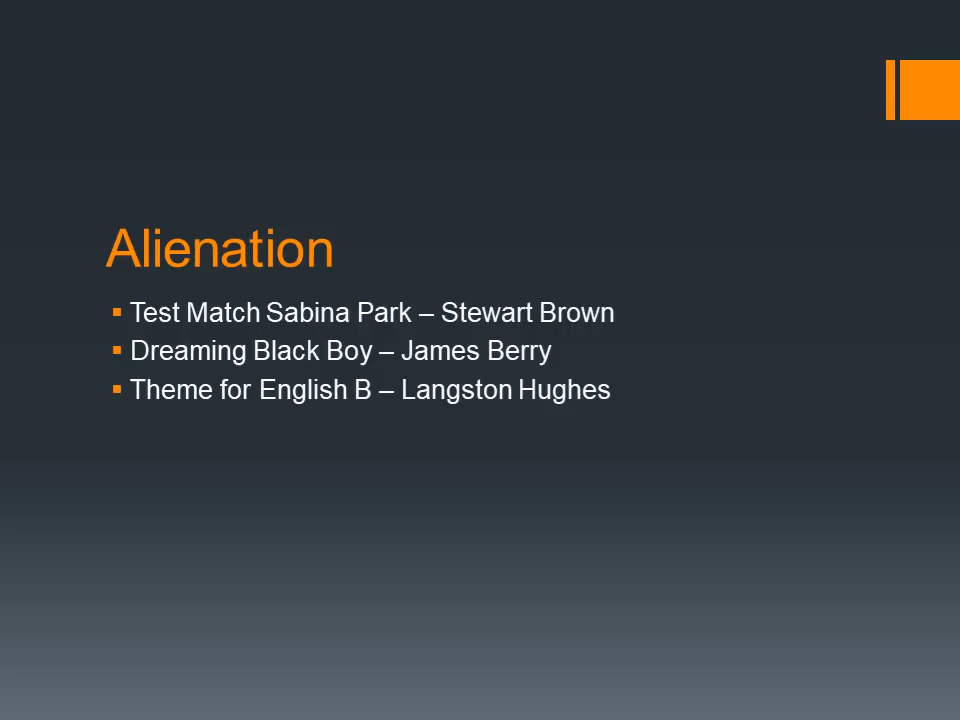 Alienation
▪ Test Match Sabina Park – Stewart Brown
▪ Dreaming Black Boy – James Berry
▪ Theme for English B – Langston Hughes